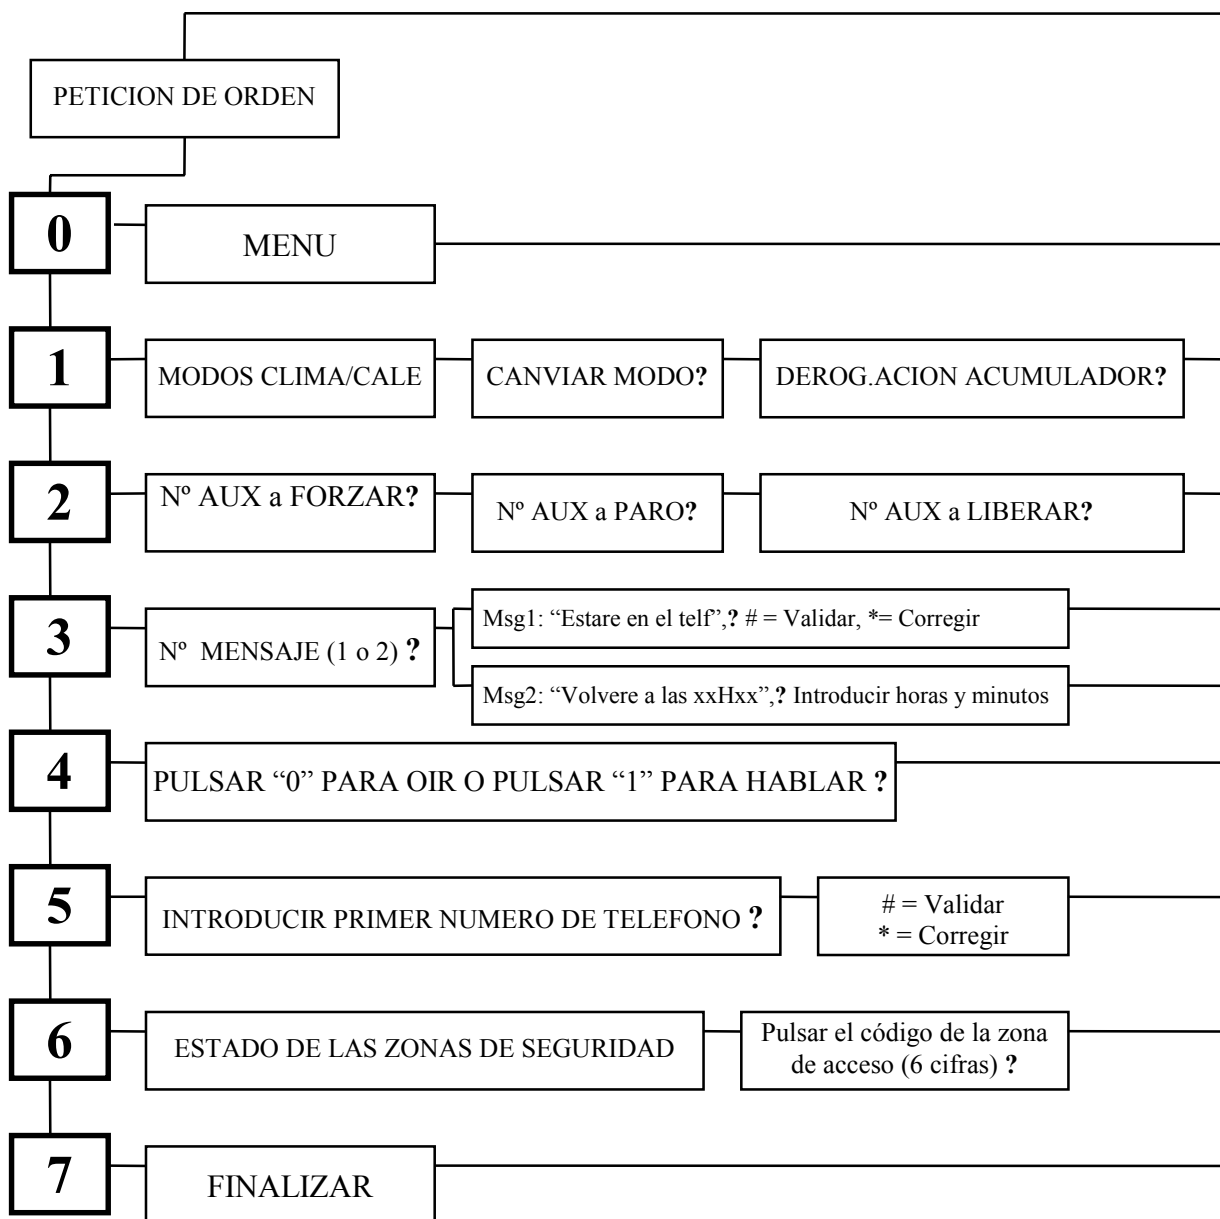 PETICION DE ORDEN
0
MENU
1
MODOS CLIMA/CALE
CANVIAR MODO?
DEROG.ACION ACUMULADOR?
2
Nº AUX a FORZAR?
Nº AUX a PARO?
Nº AUX a LIBERAR?
3
Nº MENSAJE (1 o 2) ?
Msg1: “Estare en el telf”,? # = Validar, *= Corregir
Msg2: “Volvere a las xxHxx”,? Introducir horas y minutos
4
PULSAR “0” PARA OIR O PULSAR “1” PARA HABLAR ?
5
INTRODUCIR PRIMER NUMERO DE TELEFONO ?
# = Validar
* = Corregir
6
ESTADO DE LAS ZONAS DE SEGURIDAD
Pulsar el código de la zona
de acceso (6 cifras) ?
7
FINALIZAR